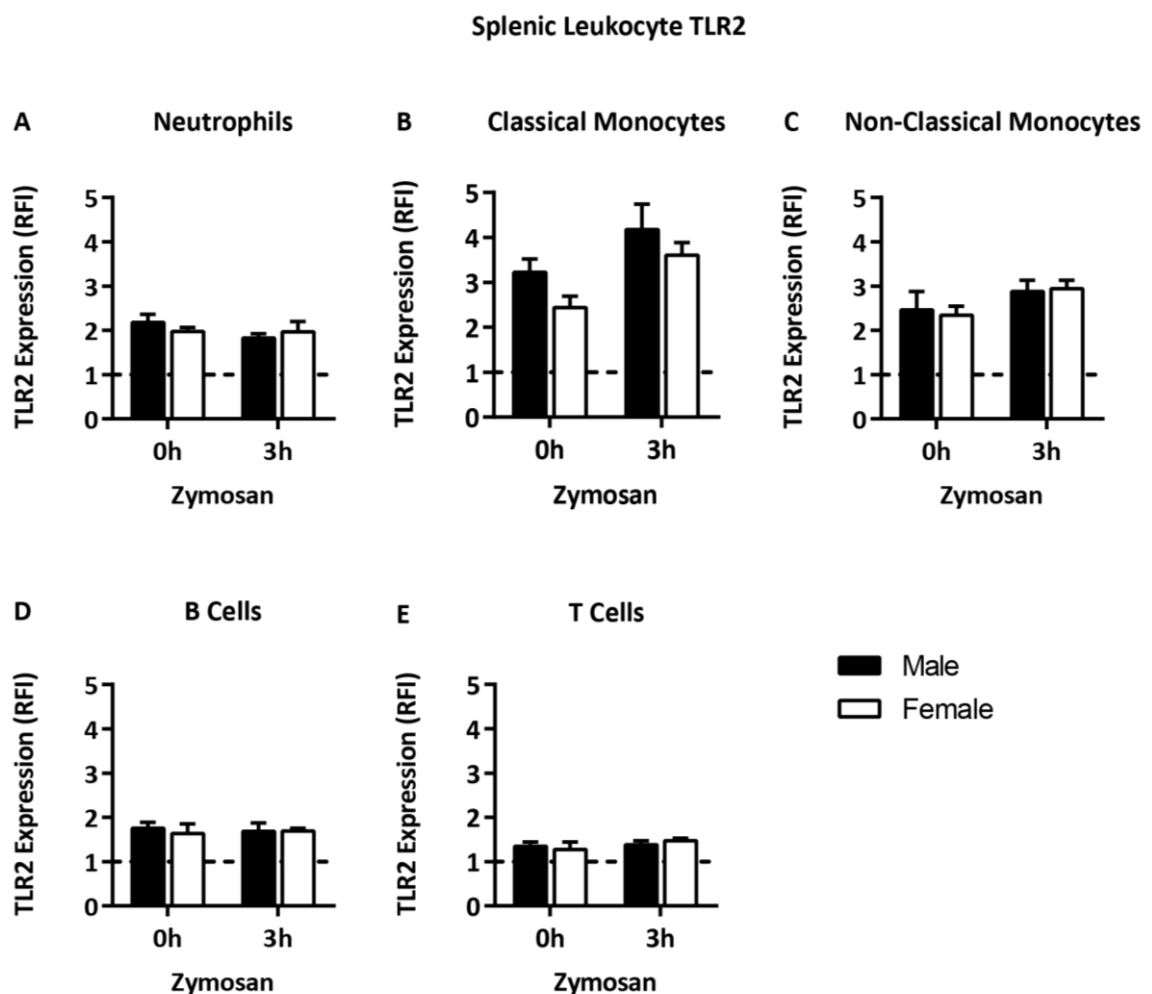 Splenic Leukocyte TLR2
A Neutrophils
TLR2 Expression (RFI)
5
4
3
2
1
0
0h 3h
Zymosan
B Classical Monocytes
TLR2 Expression (RFI)
5
4
3
2
1
0
0h 3h
Zymosan
C Non-Classical Monocytes
TLR2 Expression (RFI)
5
4
3
2
1
0
0h 3h
Zymosan
D B Cells
TLR2 Expression (RFI)
5
4
3
2
1
0
0h 3h
Zymosan
E T Cells
TLR2 Expression (RFI)
5
4
3
2
1
0
0h 3h
Zymosan
Male
Female